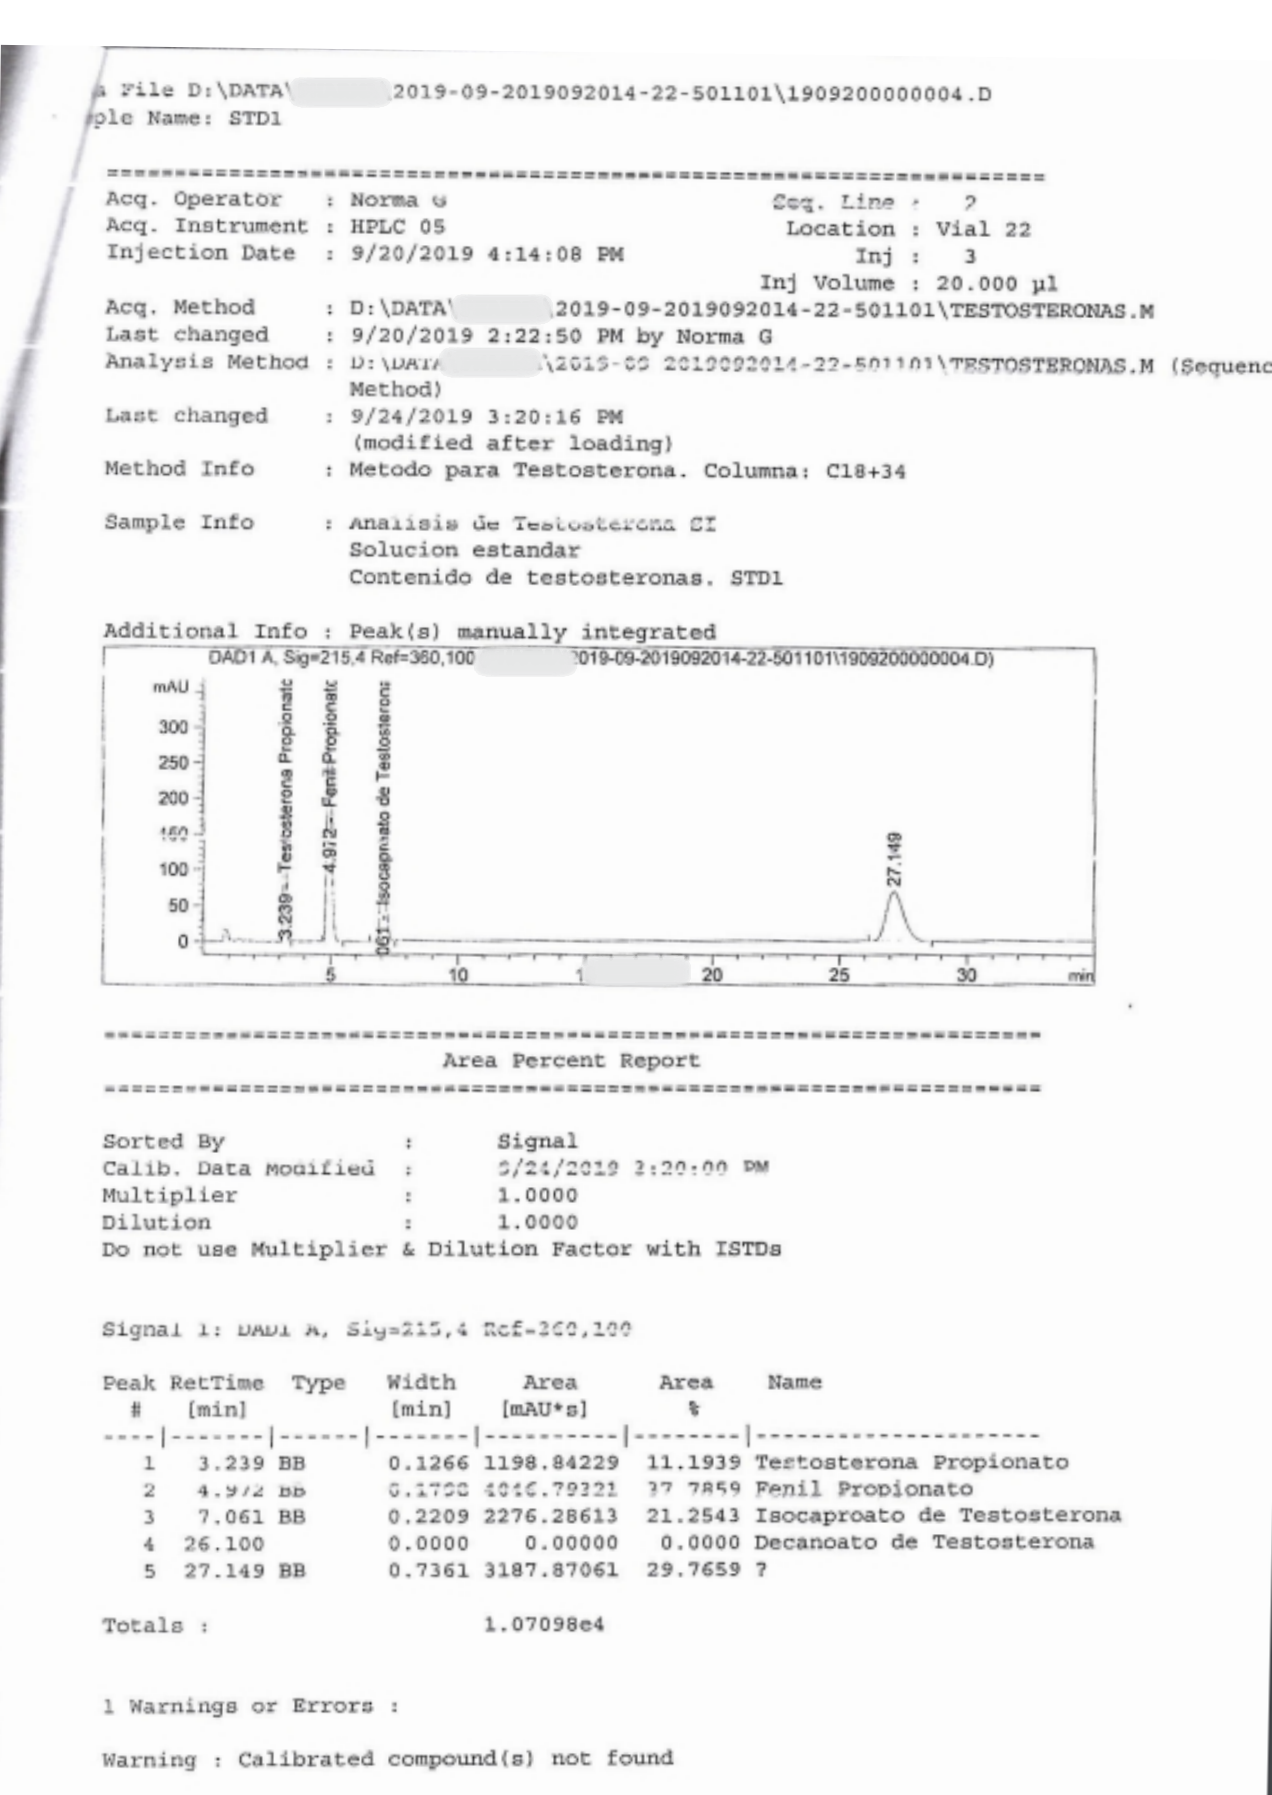 File D:\DATA\ 2019-09-2019092014-22-501101\1909200000004.D
ple Name: STD1
=====================================================================
Acq. Operator : Norma G Seq. Line : 2
Acq. Instrument : HPLC 05 Location : Vial 22
Injection Date : 9/20/2019 4:14:08 PM Inj : 3
Inj Volume : 20.000 µl
Acq. Method : D:\DATA\ 2019-09-2019092014-22-501101\TESTOSTERONAS.M
Last changed : 9/20/2019 2:22:50 PM by Norma G
Analysis Method : D:\DATA \2019-09 2019092014-22-501101\TESTOSTERONAS.M (Sequenc
Method)
Last changed : 9/24/2019 3:20:16 PM
(modified after loading)
Method Info : Metodo para Testosterona. Columna: C18+34
Sample Info : Analisis de Testosterona CI
Solucion estandar
Contenido de testosteronas. STD1
Additional Info : Peak(s) manually integrated
DAD1 A, Sig=215,4 Ref=360,100 2019-09-2019092014-22-501101\1909200000004.D)
mAU
300
250
200
150
100
50
0
3.239 - Testosterona Propionato
4.972 - Fenil Propionato
061 - Isocaproato de Testosterona
27.149
5 10 1 20 25 30 min
=====================================================================
Area Percent Report
=====================================================================
Sorted By : Signal
Calib. Data Modified : 9/24/2019 3:20:00 PM
Multiplier : 1.0000
Dilution : 1.0000
Do not use Multiplier & Dilution Factor with ISTDs
Signal 1: DAD1 A, Sig=215,4 Ref=360,100
Peak RetTime Type Width Area Area Name
# [min] [min] [mAU*s] %
----|-------|------|-------|----------|--------|---------------------
1 3.239 BB 0.1266 1198.84229 11.1939 Testosterona Propionato
2 4.972 BB 4046.79321 37.7859 Fenil Propionato
3 7.061 BB 0.2209 2276.28613 21.2543 Isocaproato de Testosterona
4 26.100 0.0000 0.00000 0.0000 Decanoato de Testosterona
5 27.149 BB 0.7361 3187.87061 29.7659 ?
Totals : 1.07098e4
1 Warnings or Errors :
Warning : Calibrated compound(s) not found